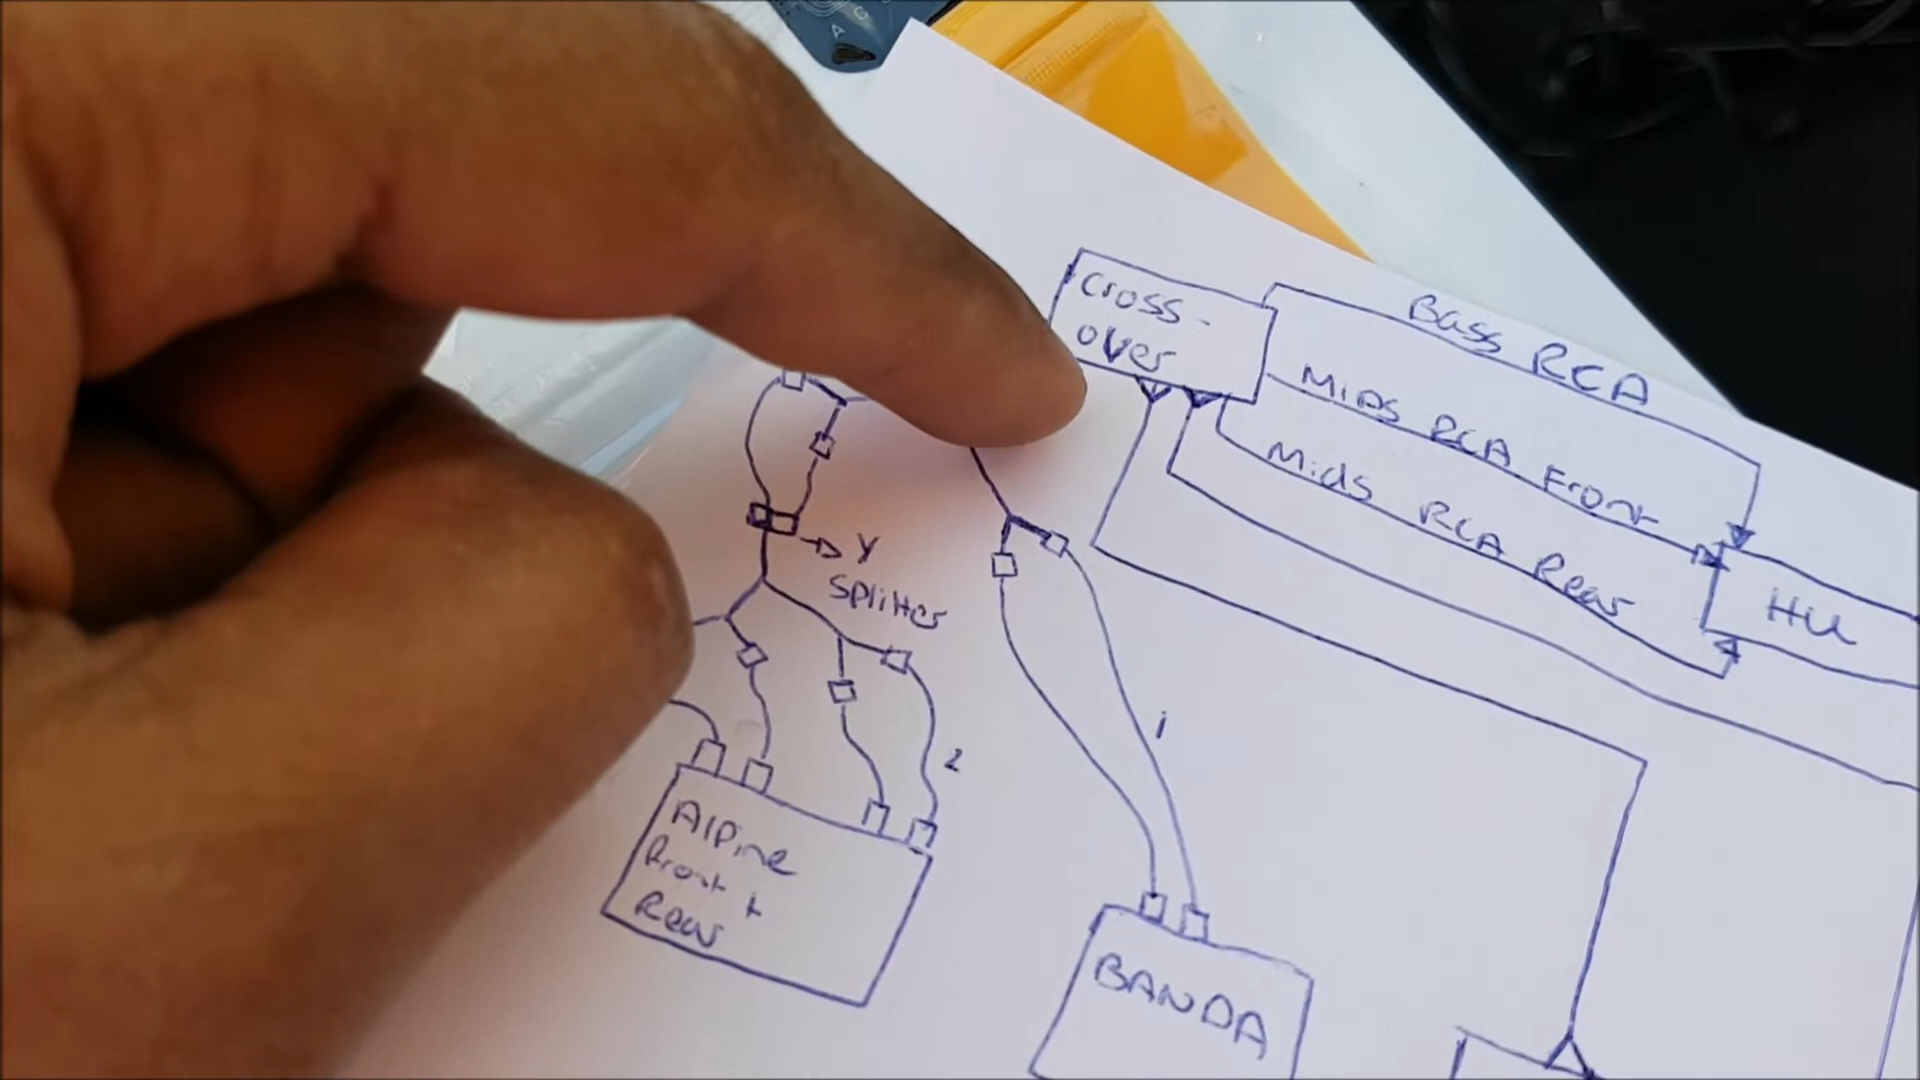 A G
Cross-
over
Bass RCA
Mids RCA Front
Mids RCA Rear
HU
Y
Splitter
1
2
Alpine
Front +
Rear
BANDA